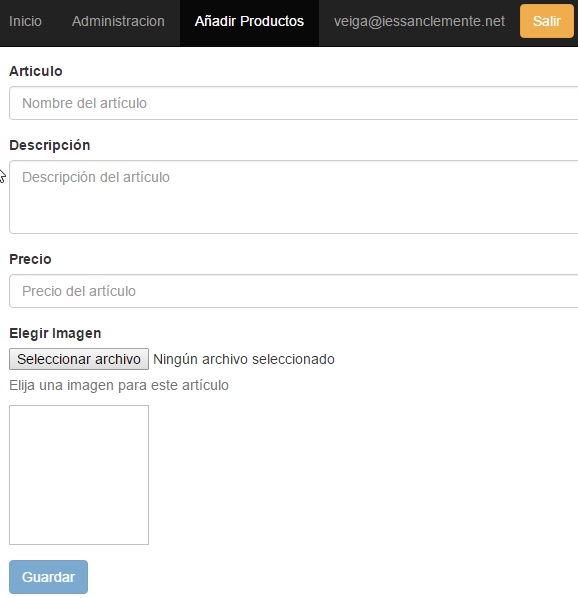 Inicio Administracion Añadir Productos veiga@iessanclemente.net Salir
Articulo
Nombre del artículo
Descripción
Descripción del artículo
Precio
Precio del artículo
Elegir Imagen
Seleccionar archivo Ningún archivo seleccionado
Elija una imagen para este artículo
Guardar